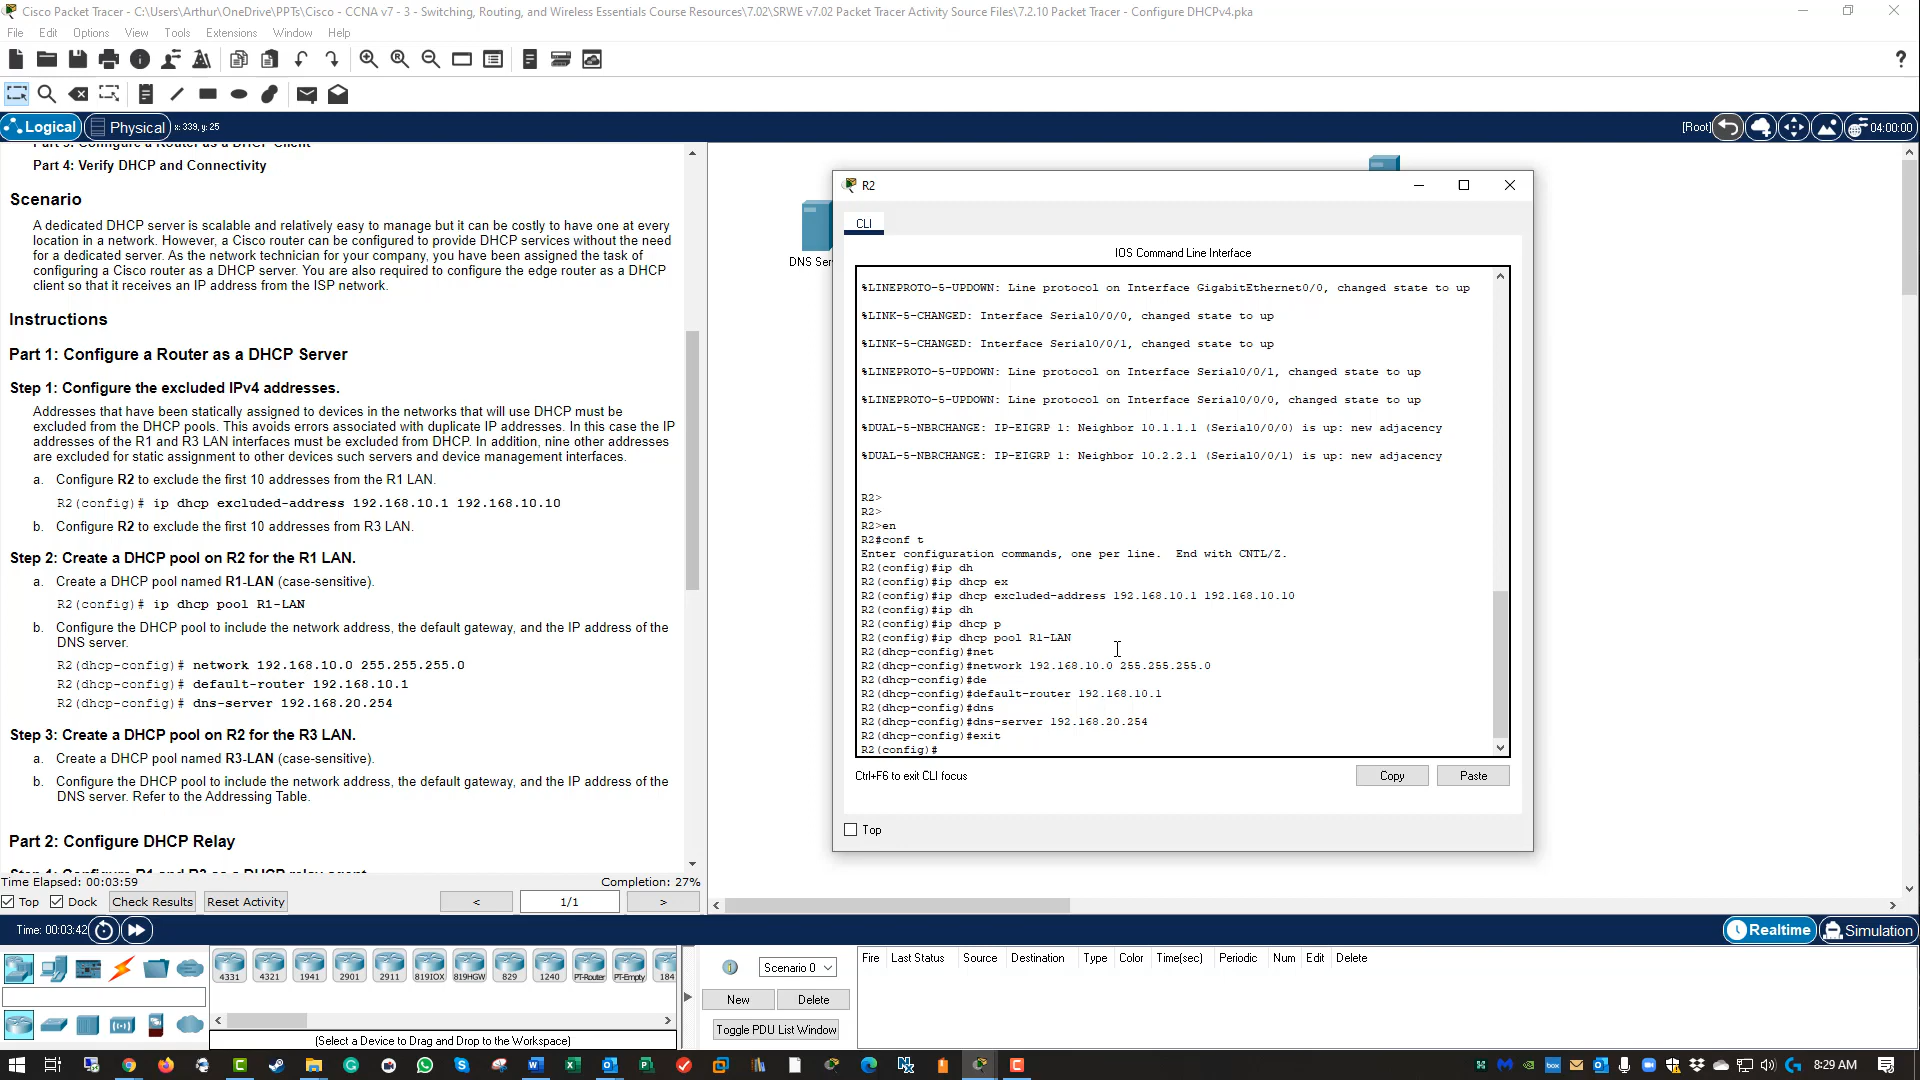 Cisco Packet Tracer - C:\Users\Arthur\OneDrive\PPTs\Cisco - CCNA v7 - 3 - Switching, Routing, and Wireless Essentials Course Resources\7.02\SRWE v7.02 Packet Tracer Activity Source Files\7.2.10 Packet Tracer - Configure DHCPv4.pka
File Edit Options View Tools Extensions Window Help
?
Logical Physical x: 339, y: 25 [Root] 04:00:00
Part 4: Verify DHCP and Connectivity
Scenario
A dedicated DHCP server is scalable and relatively easy to manage but it can be costly to have one at every
location in a network. However, a Cisco router can be configured to provide DHCP services without the need
for a dedicated server. As the network technician for your company, you have been assigned the task of
configuring a Cisco router as a DHCP server. You are also required to configure the edge router as a DHCP
client so that it receives an IP address from the ISP network.
Instructions
Part 1: Configure a Router as a DHCP Server
Step 1: Configure the excluded IPv4 addresses.
Addresses that have been statically assigned to devices in the networks that will use DHCP must be
excluded from the DHCP pools. This avoids errors associated with duplicate IP addresses. In this case the IP
addresses of the R1 and R3 LAN interfaces must be excluded from DHCP. In addition, nine other addresses
are excluded for static assignment to other devices such servers and device management interfaces.
a. Configure R2 to exclude the first 10 addresses from the R1 LAN.
R2(config)# ip dhcp excluded-address 192.168.10.1 192.168.10.10
b. Configure R2 to exclude the first 10 addresses from R3 LAN.
Step 2: Create a DHCP pool on R2 for the R1 LAN.
a. Create a DHCP pool named R1-LAN (case-sensitive).
R2(config)# ip dhcp pool R1-LAN
b. Configure the DHCP pool to include the network address, the default gateway, and the IP address of the
DNS server.
R2(dhcp-config)# network 192.168.10.0 255.255.255.0
R2(dhcp-config)# default-router 192.168.10.1
R2(dhcp-config)# dns-server 192.168.20.254
Step 3: Create a DHCP pool on R2 for the R3 LAN.
a. Create a DHCP pool named R3-LAN (case-sensitive).
b. Configure the DHCP pool to include the network address, the default gateway, and the IP address of the
DNS server. Refer to the Addressing Table.
Part 2: Configure DHCP Relay
Time Elapsed: 00:03:59 Completion: 27%
Top Dock Check Results Reset Activity < 1/1 >
DNS Ser
R2
CLI
IOS Command Line Interface
%LINEPROTO-5-UPDOWN: Line protocol on Interface GigabitEthernet0/0, changed state to up
%LINK-5-CHANGED: Interface Serial0/0/0, changed state to up
%LINK-5-CHANGED: Interface Serial0/0/1, changed state to up
%LINEPROTO-5-UPDOWN: Line protocol on Interface Serial0/0/1, changed state to up
%LINEPROTO-5-UPDOWN: Line protocol on Interface Serial0/0/0, changed state to up
%DUAL-5-NBRCHANGE: IP-EIGRP 1: Neighbor 10.1.1.1 (Serial0/0/0) is up: new adjacency
%DUAL-5-NBRCHANGE: IP-EIGRP 1: Neighbor 10.2.2.1 (Serial0/0/1) is up: new adjacency
R2>
R2>
R2>en
R2#conf t
Enter configuration commands, one per line.  End with CNTL/Z.
R2(config)#ip dh
R2(config)#ip dhcp ex
R2(config)#ip dhcp excluded-address 192.168.10.1 192.168.10.10
R2(config)#ip dh
R2(config)#ip dhcp p
R2(config)#ip dhcp pool R1-LAN
R2(dhcp-config)#net
R2(dhcp-config)#network 192.168.10.0 255.255.255.0
R2(dhcp-config)#de
R2(dhcp-config)#default-router 192.168.10.1
R2(dhcp-config)#dns
R2(dhcp-config)#dns-server 192.168.20.254
R2(dhcp-config)#exit
R2(config)#
Ctrl+F6 to exit CLI focus Copy Paste
Top
Time: 00:03:42 Realtime Simulation
4331 4321 1941 2901 2911 819IOX 819HGW 829 1240 PT-Router PT-Empty 184
(Select a Device to Drag and Drop to the Workspace)
Scenario 0
New Delete
Toggle PDU List Window
Fire Last Status Source Destination Type Color Time(sec) Periodic Num Edit Delete
8:29 AM